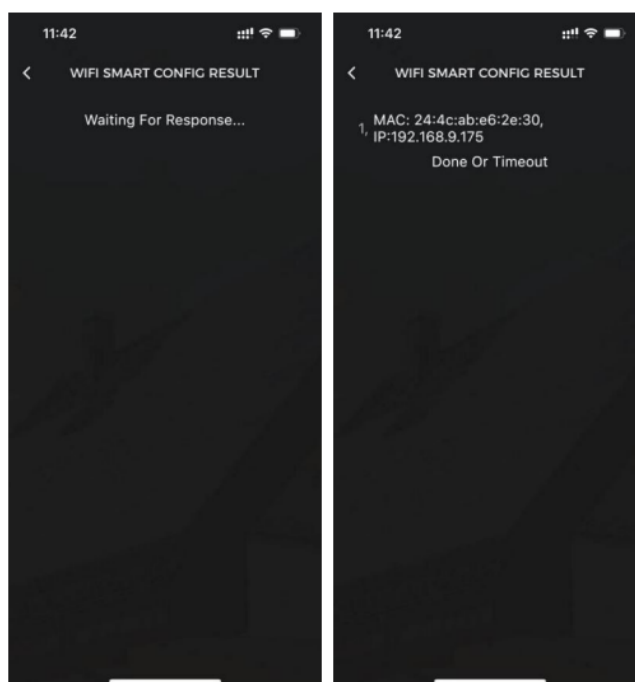 11:42
WIFI SMART CONFIG RESULT
Waiting For Response...
11:42
WIFI SMART CONFIG RESULT
1, MAC: 24:4c:ab:e6:2e:30,
IP:192.168.9.175
Done Or Timeout